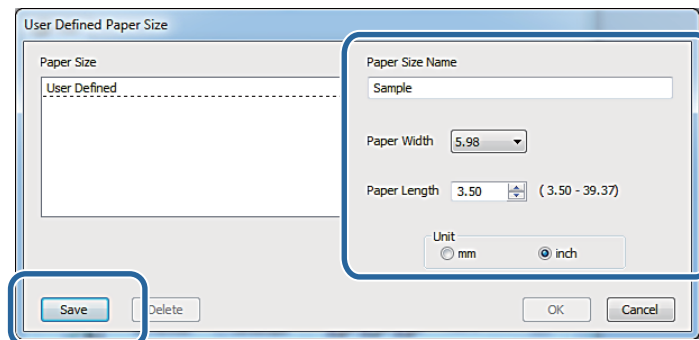 User Defined Paper Size
Paper Size
User Defined
Paper Size Name
Sample
Paper Width 5.98
Paper Length 3.50 ( 3.50 - 39.37)
Unit
mm inch
Save Delete OK Cancel